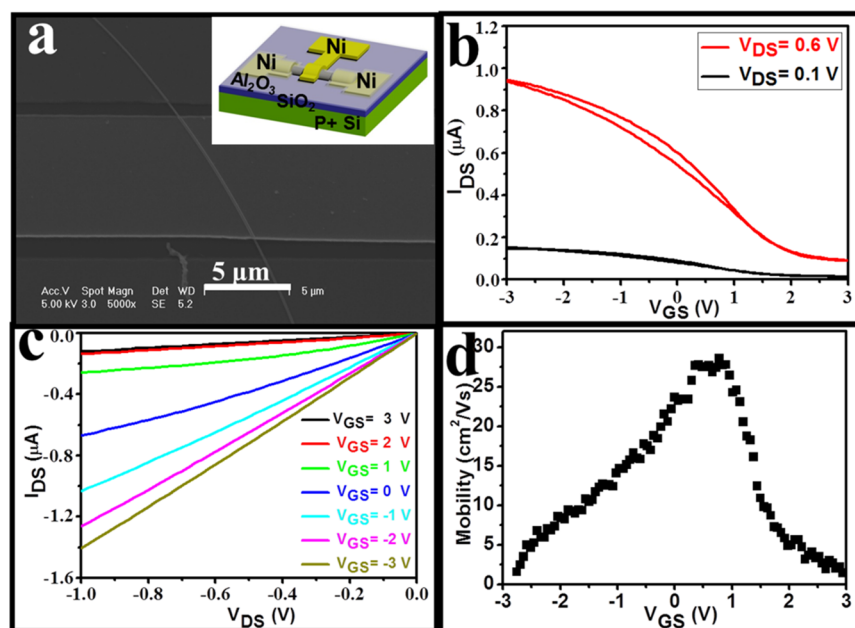 a
Ni
Ni
Ni
Al2O3
SiO2
P+ Si
5 μm
Acc.V Spot Magn Det WD
5.00 kV 3.0 5000x SE 5.2
5 μm
b
VDS= 0.6 V
VDS= 0.1 V
IDS (μA)
1.2
1.0
0.8
0.6
0.4
0.2
0.0
-3 -2 -1 0 1 2 3
VGS (V)
c
IDS (μA)
0.0
-0.4
-0.8
-1.2
-1.6
VGS= 3 V
VGS= 2 V
VGS= 1 V
VGS= 0 V
VGS= -1 V
VGS= -2 V
VGS= -3 V
-1.0 -0.8 -0.6 -0.4 -0.2 0.0
VDS (V)
d
Mobility (cm2/Vs)
30
25
20
15
10
5
0
-3 -2 -1 0 1 2 3
VGS (V)